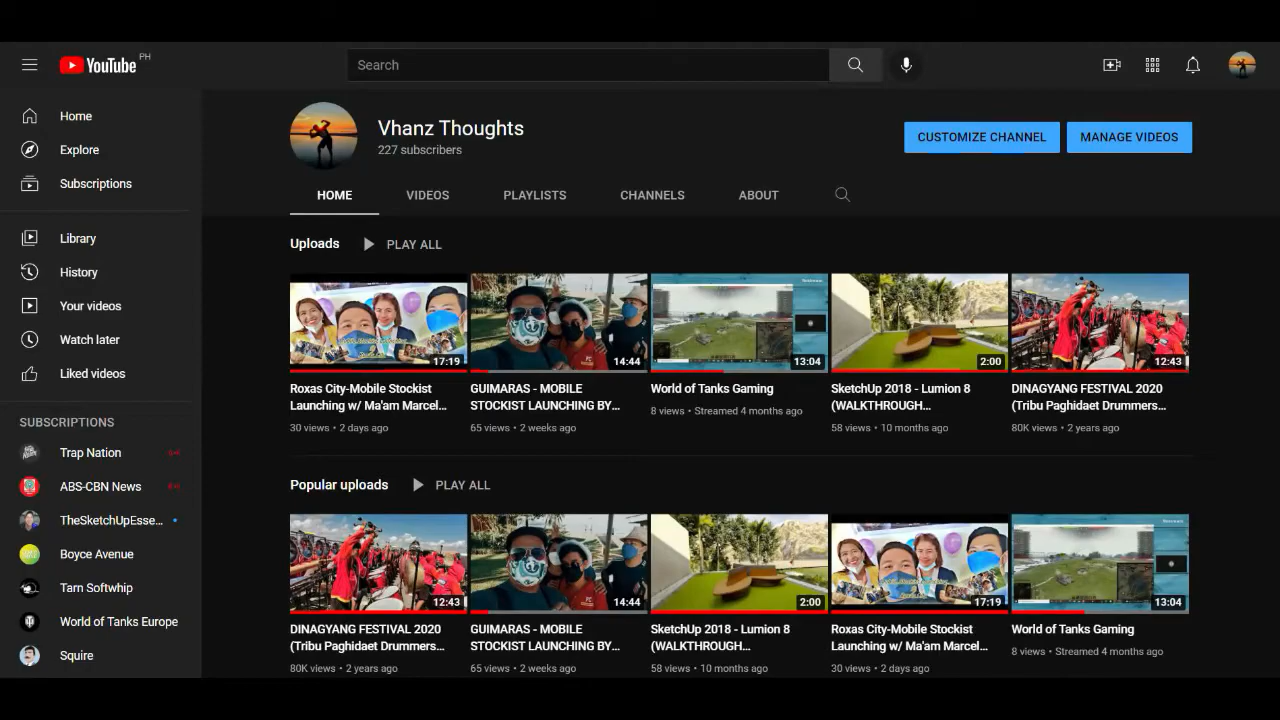 YouTube PH
Search
Home
Explore
Subscriptions
Library
History
Your videos
Watch later
Liked videos
SUBSCRIPTIONS
Trap Nation
ABS-CBN News
TheSketchUpEsse...
Boyce Avenue
Tarn Softwhip
World of Tanks Europe
Squire
Vhanz Thoughts
227 subscribers
CUSTOMIZE CHANNEL
MANAGE VIDEOS
HOME
VIDEOS
PLAYLISTS
CHANNELS
ABOUT
Uploads
PLAY ALL
17:19
Roxas City-Mobile Stockist
Launching w/ Ma'am Marcel...
30 views • 2 days ago
14:44
GUIMARAS - MOBILE
STOCKIST LAUNCHING BY...
65 views • 2 weeks ago
13:04
World of Tanks Gaming
8 views • Streamed 4 months ago
2:00
SketchUp 2018 - Lumion 8
(WALKTHROUGH...
58 views • 10 months ago
12:43
DINAGYANG FESTIVAL 2020
(Tribu Paghidaet Drummers...
80K views • 2 years ago
Popular uploads
PLAY ALL
12:43
DINAGYANG FESTIVAL 2020
(Tribu Paghidaet Drummers...
80K views • 2 years ago
14:44
GUIMARAS - MOBILE
STOCKIST LAUNCHING BY...
65 views • 2 weeks ago
2:00
SketchUp 2018 - Lumion 8
(WALKTHROUGH...
58 views • 10 months ago
17:19
Roxas City-Mobile Stockist
Launching w/ Ma'am Marcel...
30 views • 2 days ago
13:04
World of Tanks Gaming
8 views • Streamed 4 months ago